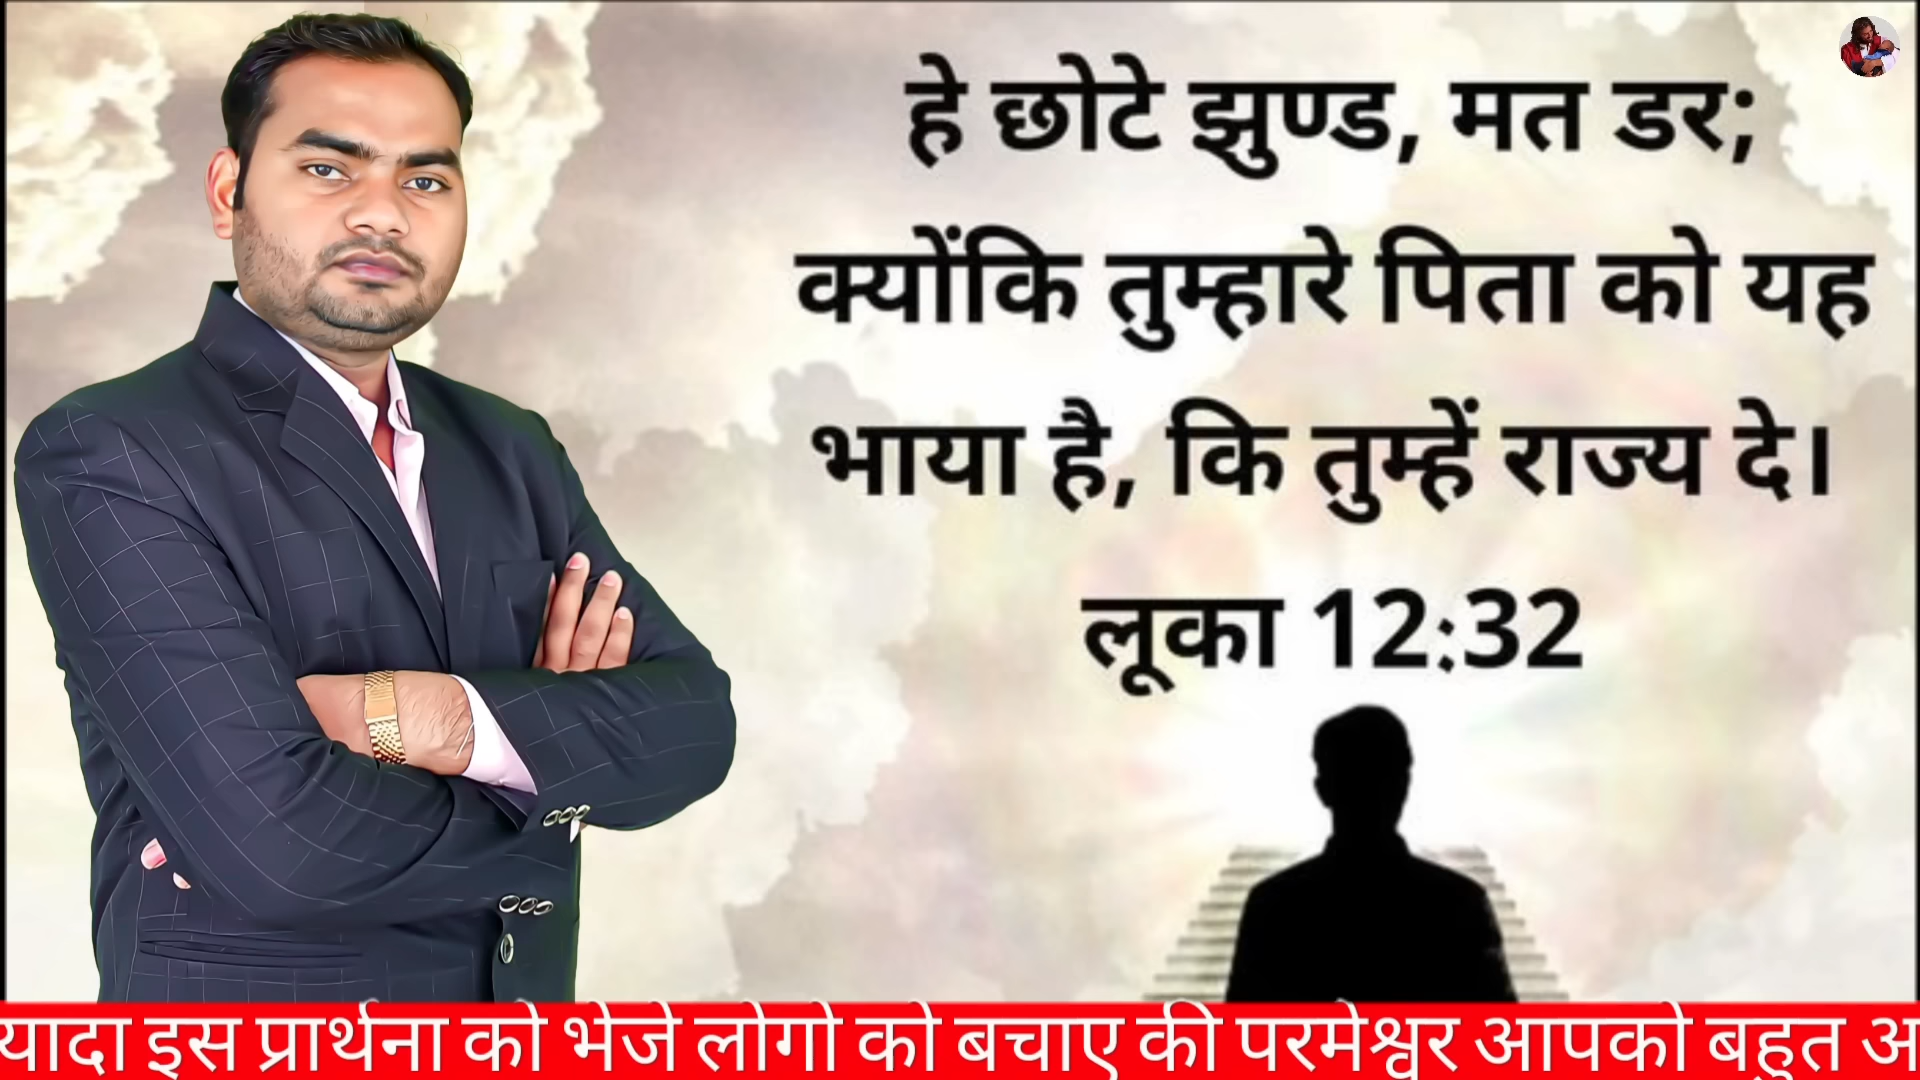 हे छोटे झुण्ड, मत डर;
क्योंकि तुम्हारे पिता को यह
भाया है, कि तुम्हें राज्य दे।
लूका 12:32
यादा इस प्रार्थना को भेजे लोगो को बचाए की परमेश्वर आपको बहुत अ